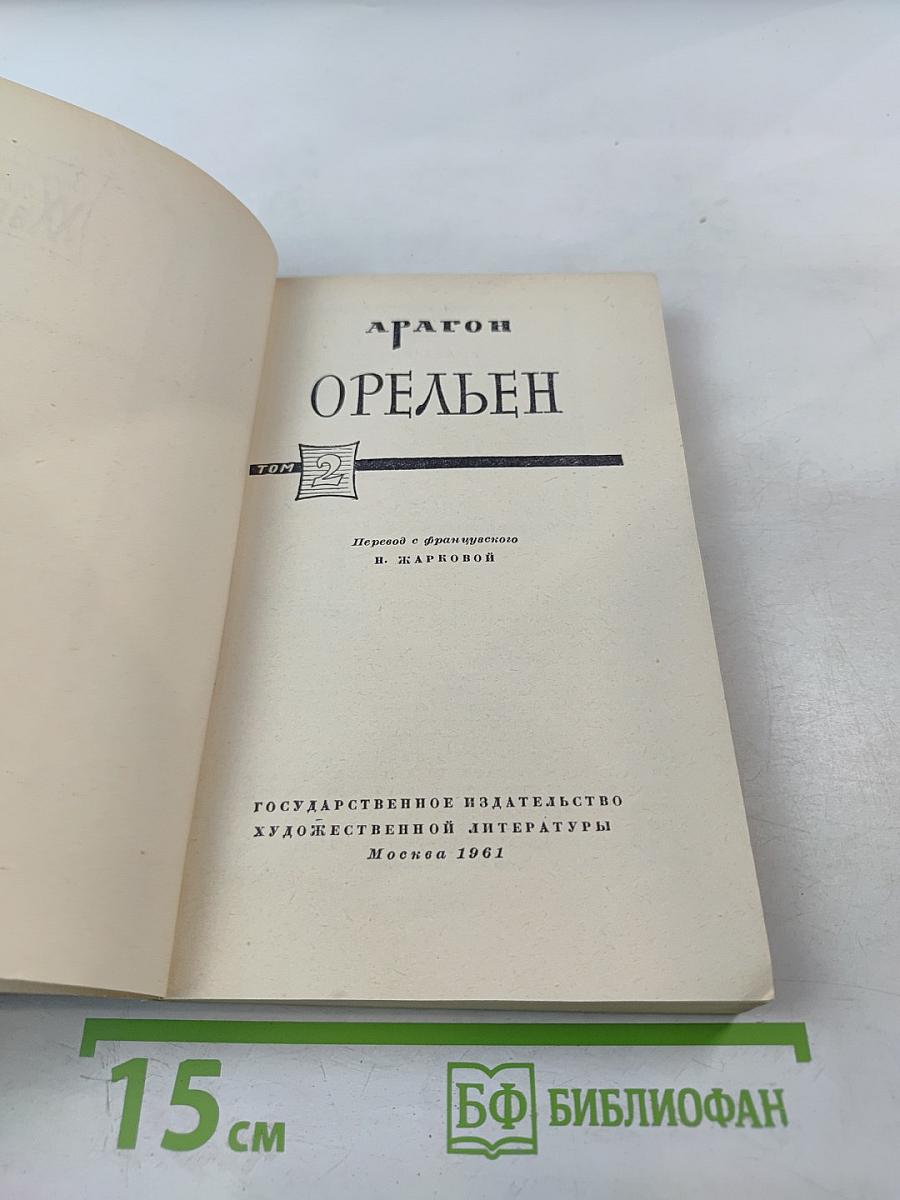 АРАГОН
ОРЕЛЬЕН
ТОМ 2
Перевод с французского
Н. ЖАРКОВОЙ
ГОСУДАРСТВЕННОЕ ИЗДАТЕЛЬСТВО
ХУДОЖЕСТВЕННОЙ ЛИТЕРАТУРЫ
Москва 1961
15 см
БФ БИБЛИОФАН